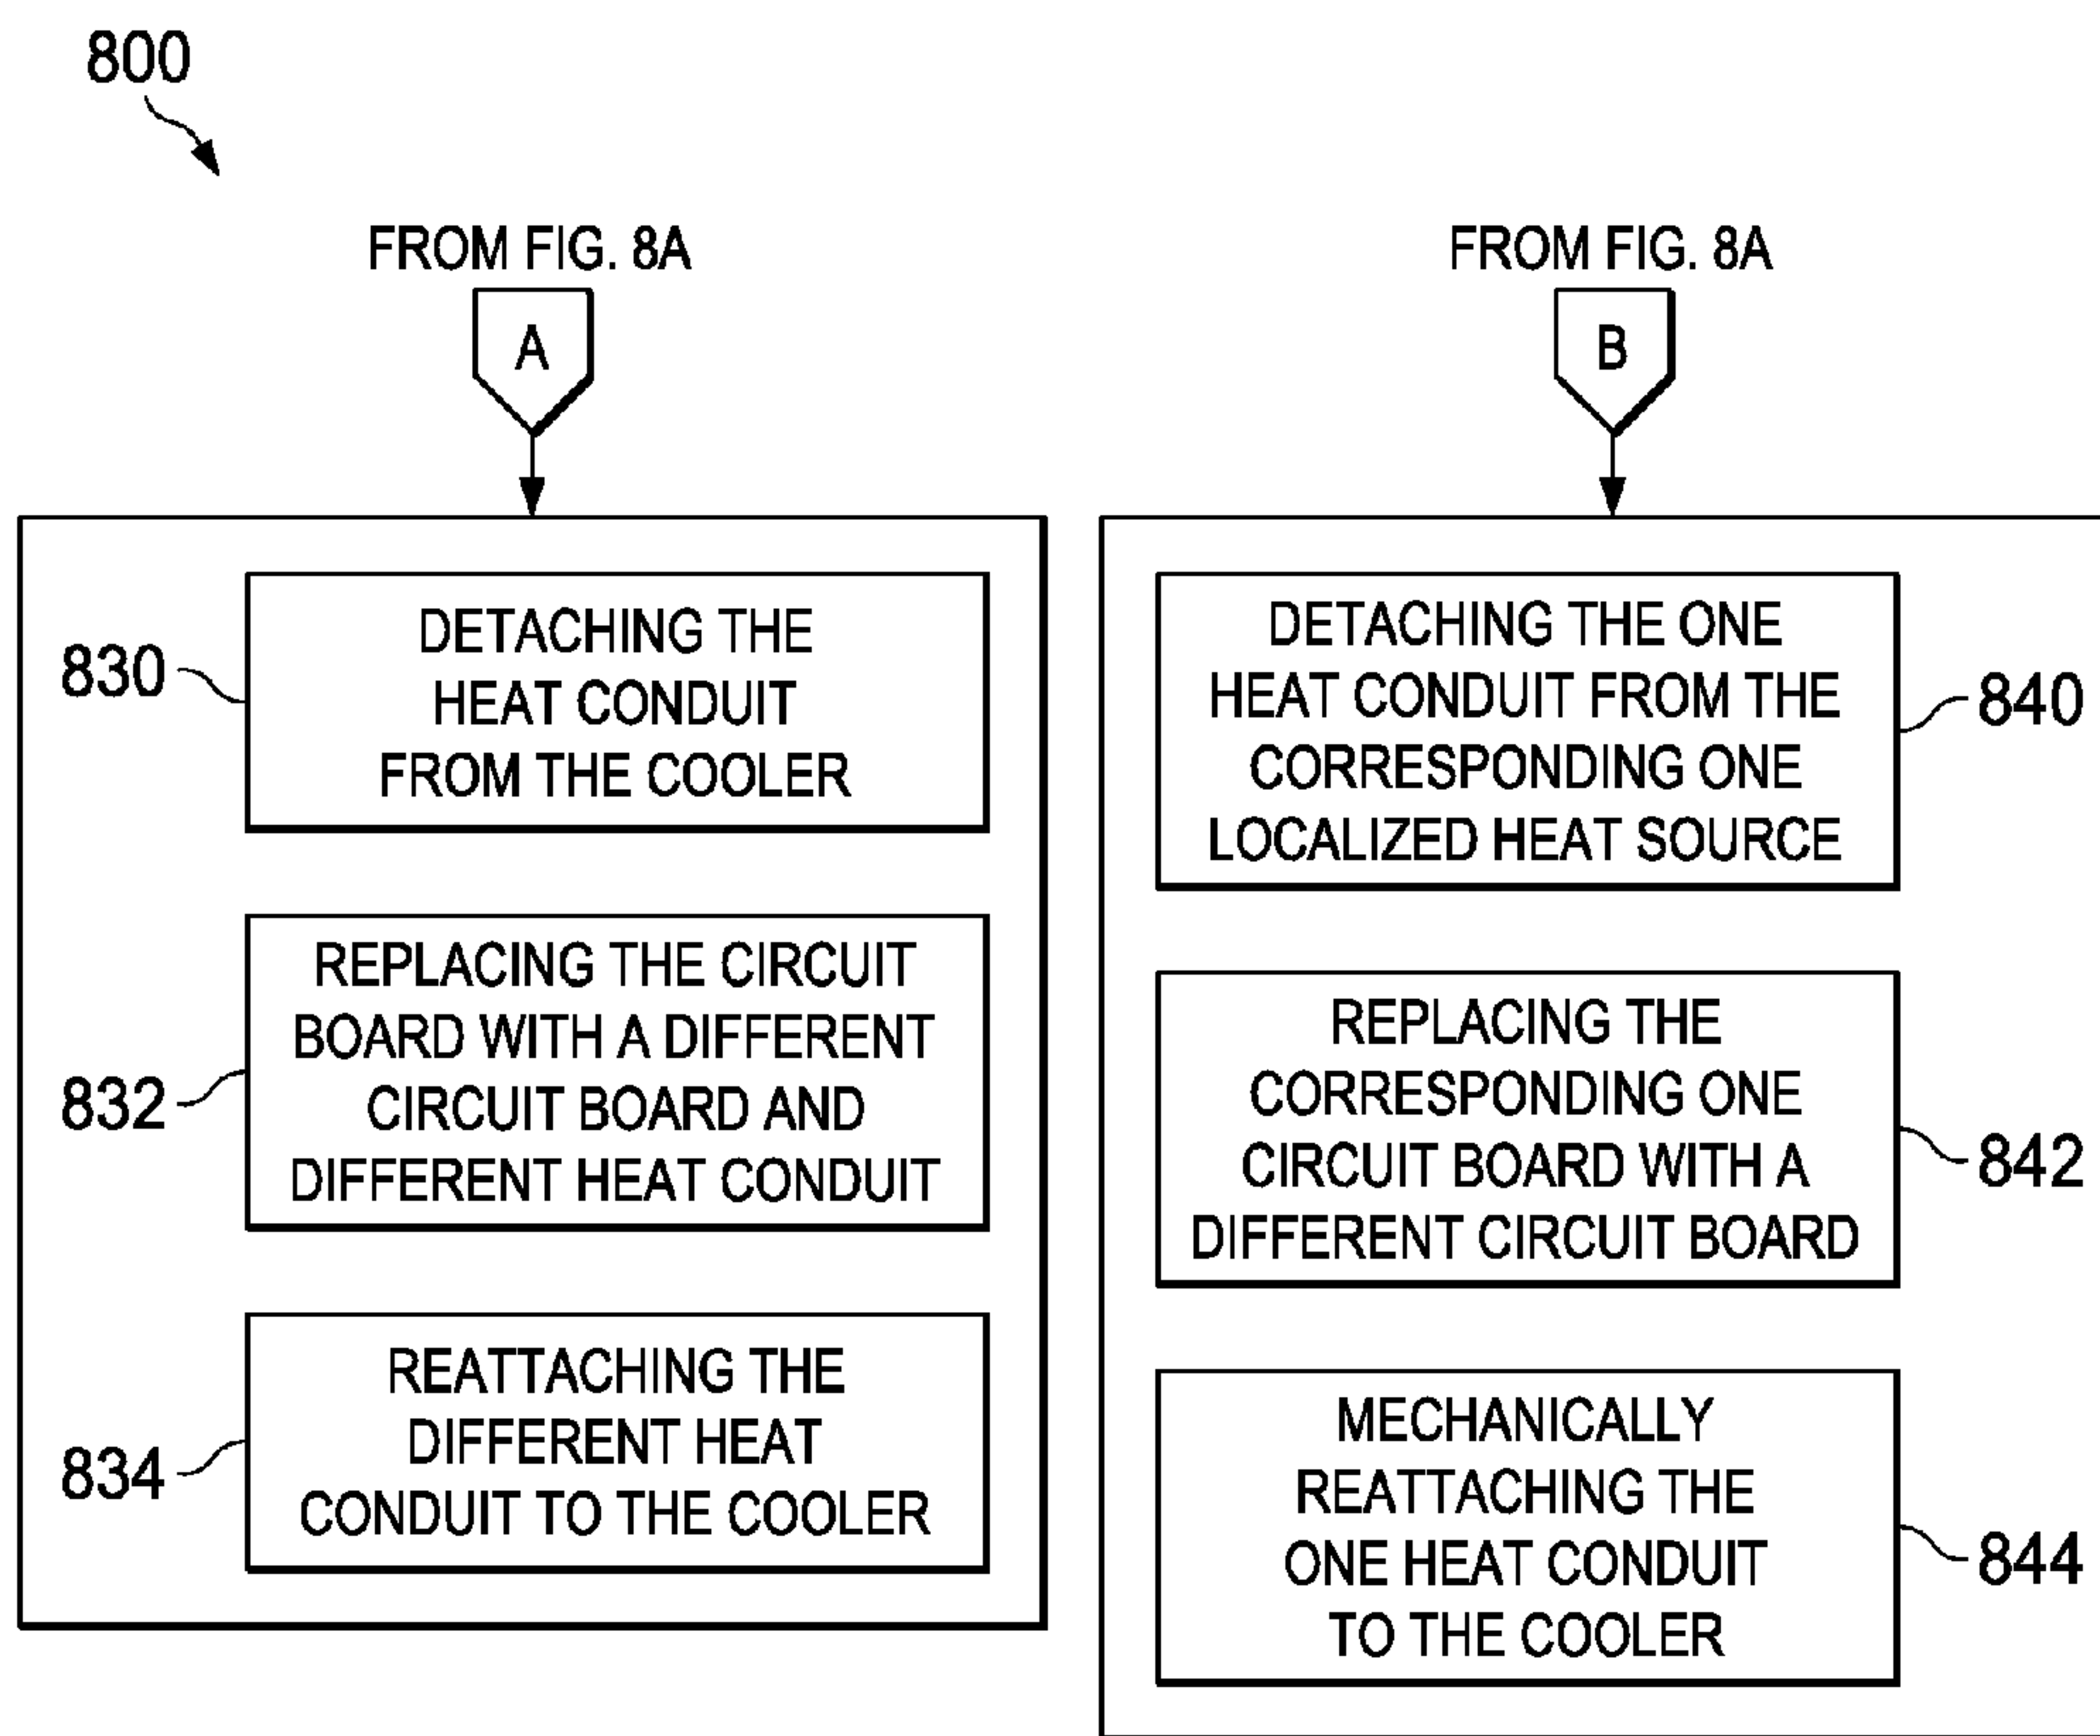 800
FROM FIG. 8A
A
830
DETACHING THE
HEAT CONDUIT
FROM THE COOLER
832
REPLACING THE CIRCUIT
BOARD WITH A DIFFERENT
CIRCUIT BOARD AND
DIFFERENT HEAT CONDUIT
834
REATTACHING THE
DIFFERENT HEAT
CONDUIT TO THE COOLER
FROM FIG. 8A
B
DETACHING THE ONE
HEAT CONDUIT FROM THE
CORRESPONDING ONE
LOCALIZED HEAT SOURCE
840
REPLACING THE
CORRESPONDING ONE
CIRCUIT BOARD WITH A
DIFFERENT CIRCUIT BOARD
842
MECHANICALLY
REATTACHING THE
ONE HEAT CONDUIT
TO THE COOLER
844